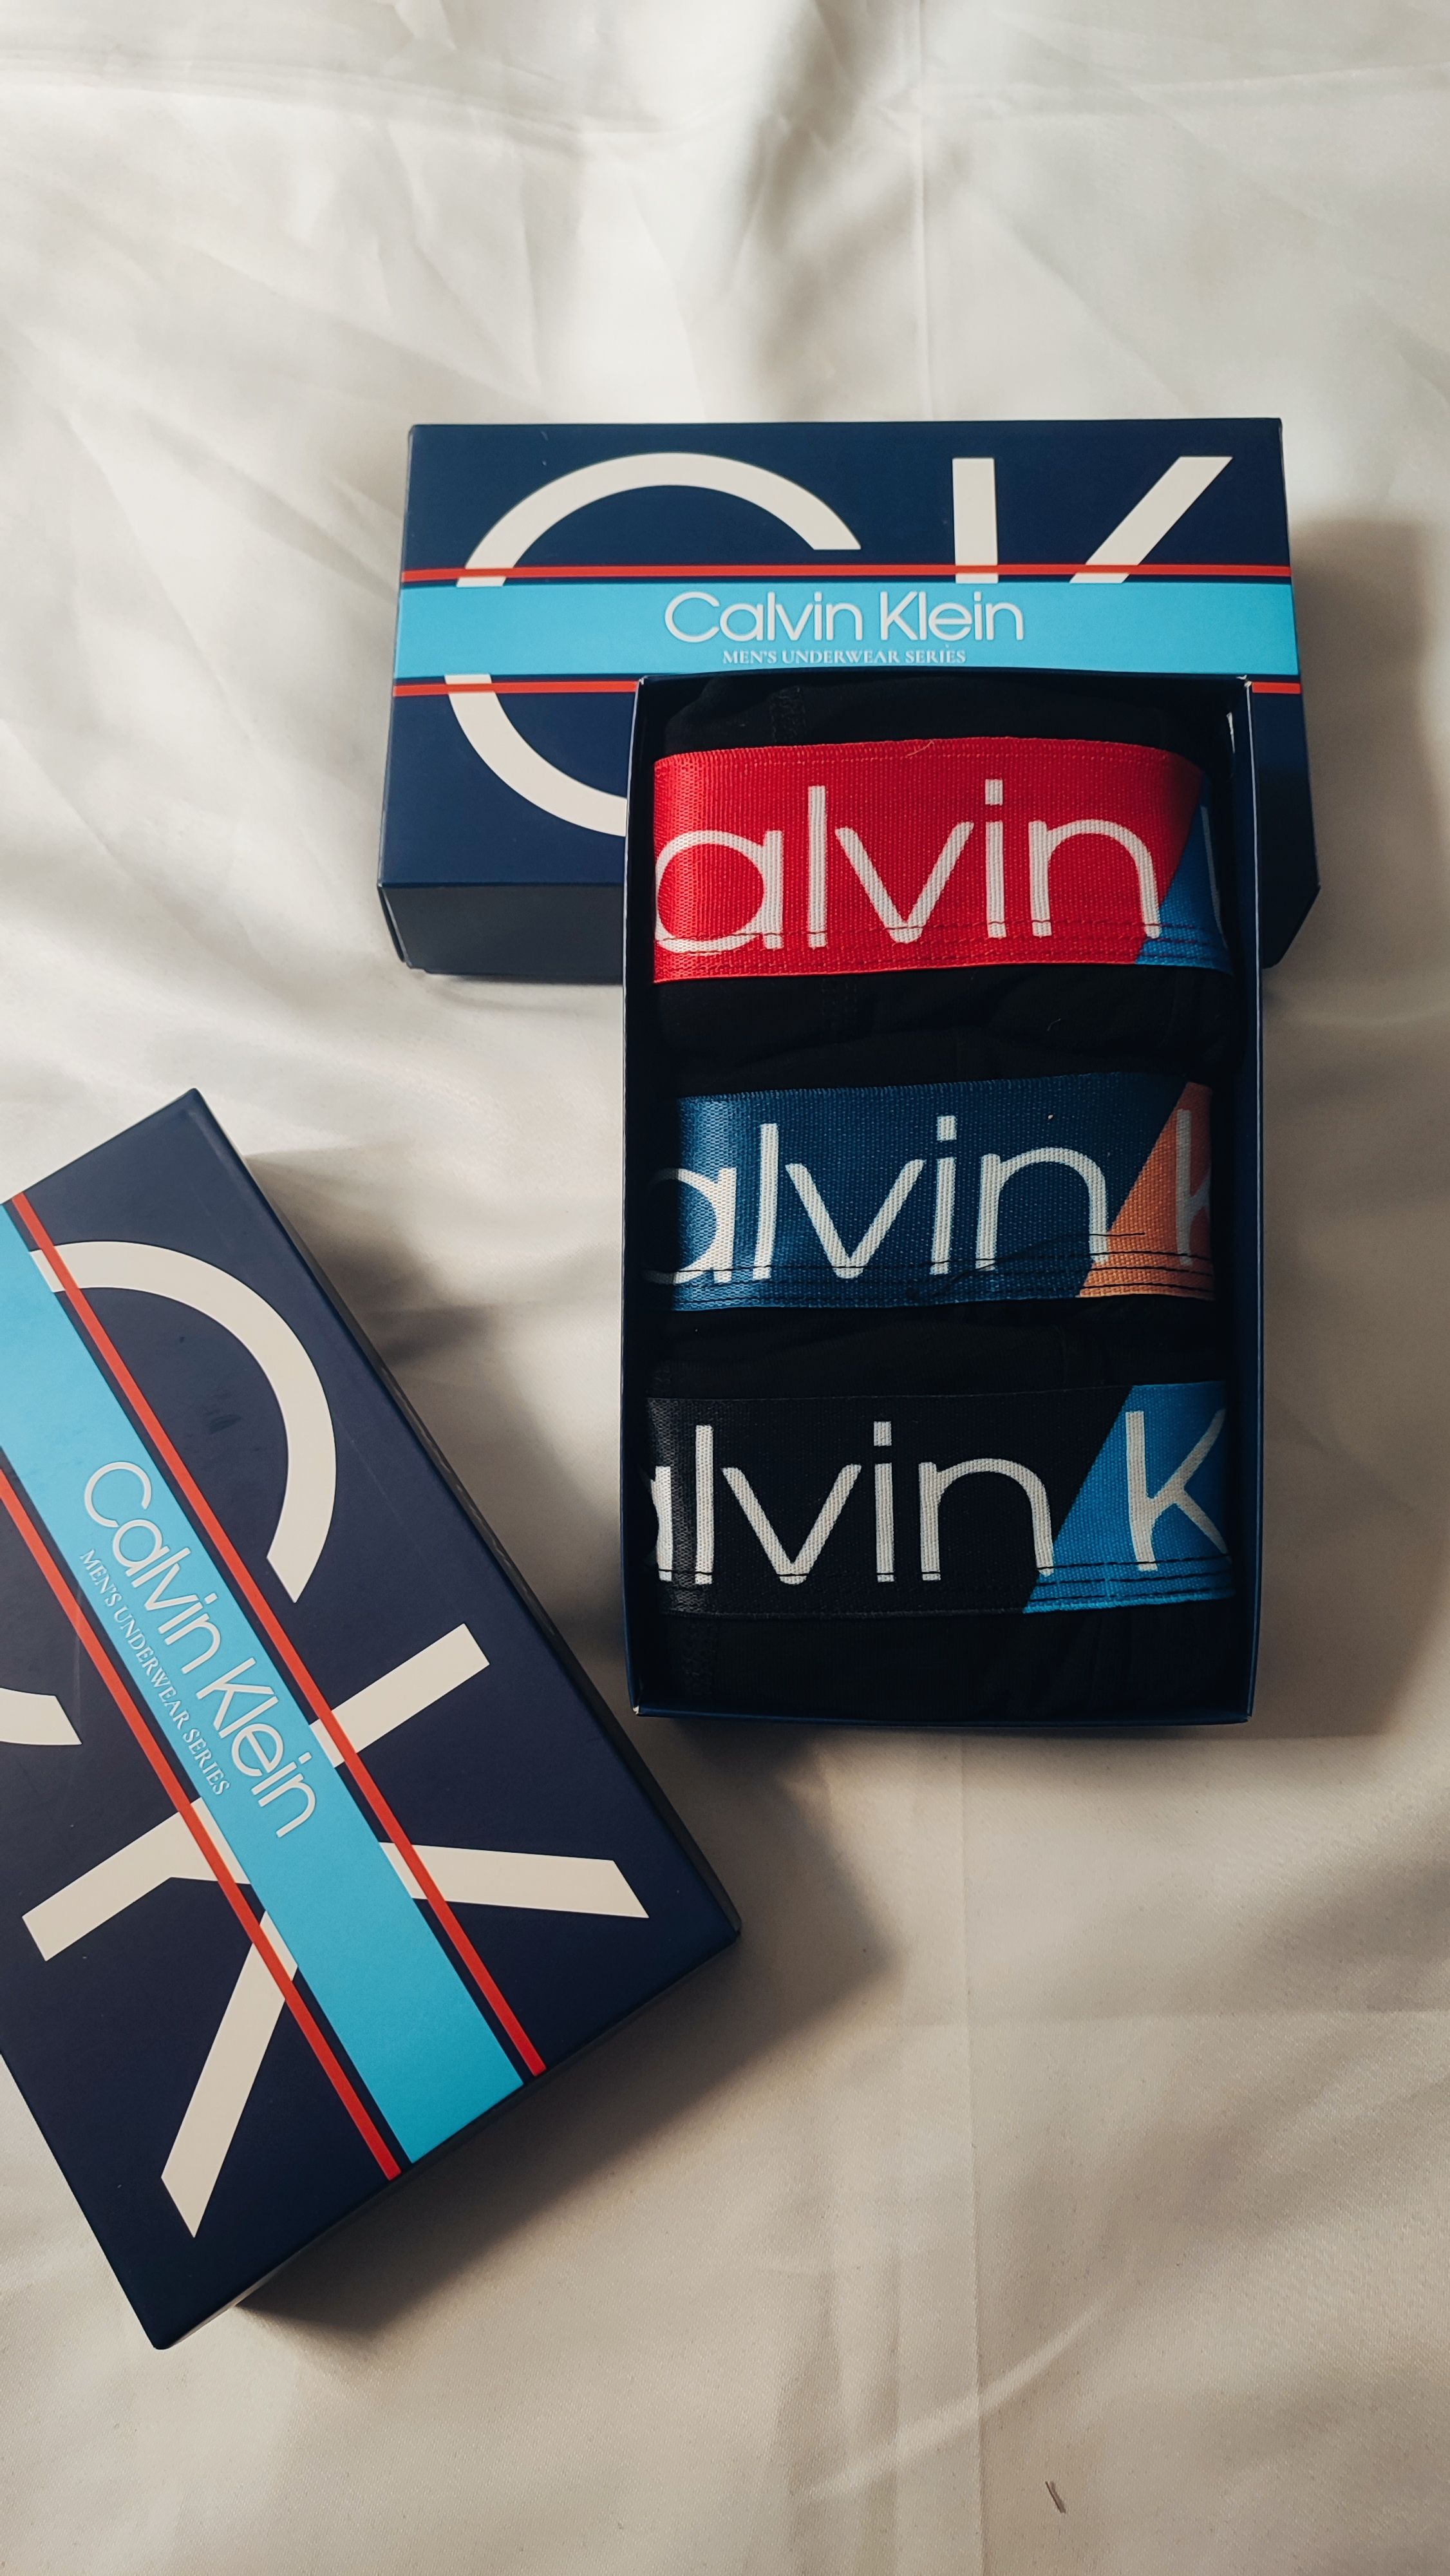 CK
Calvin Klein
MEN'S UNDERWEAR SERIES
alvin
alvin K
alvin K
CK
Calvin Klein
MEN'S UNDERWEAR SERIES